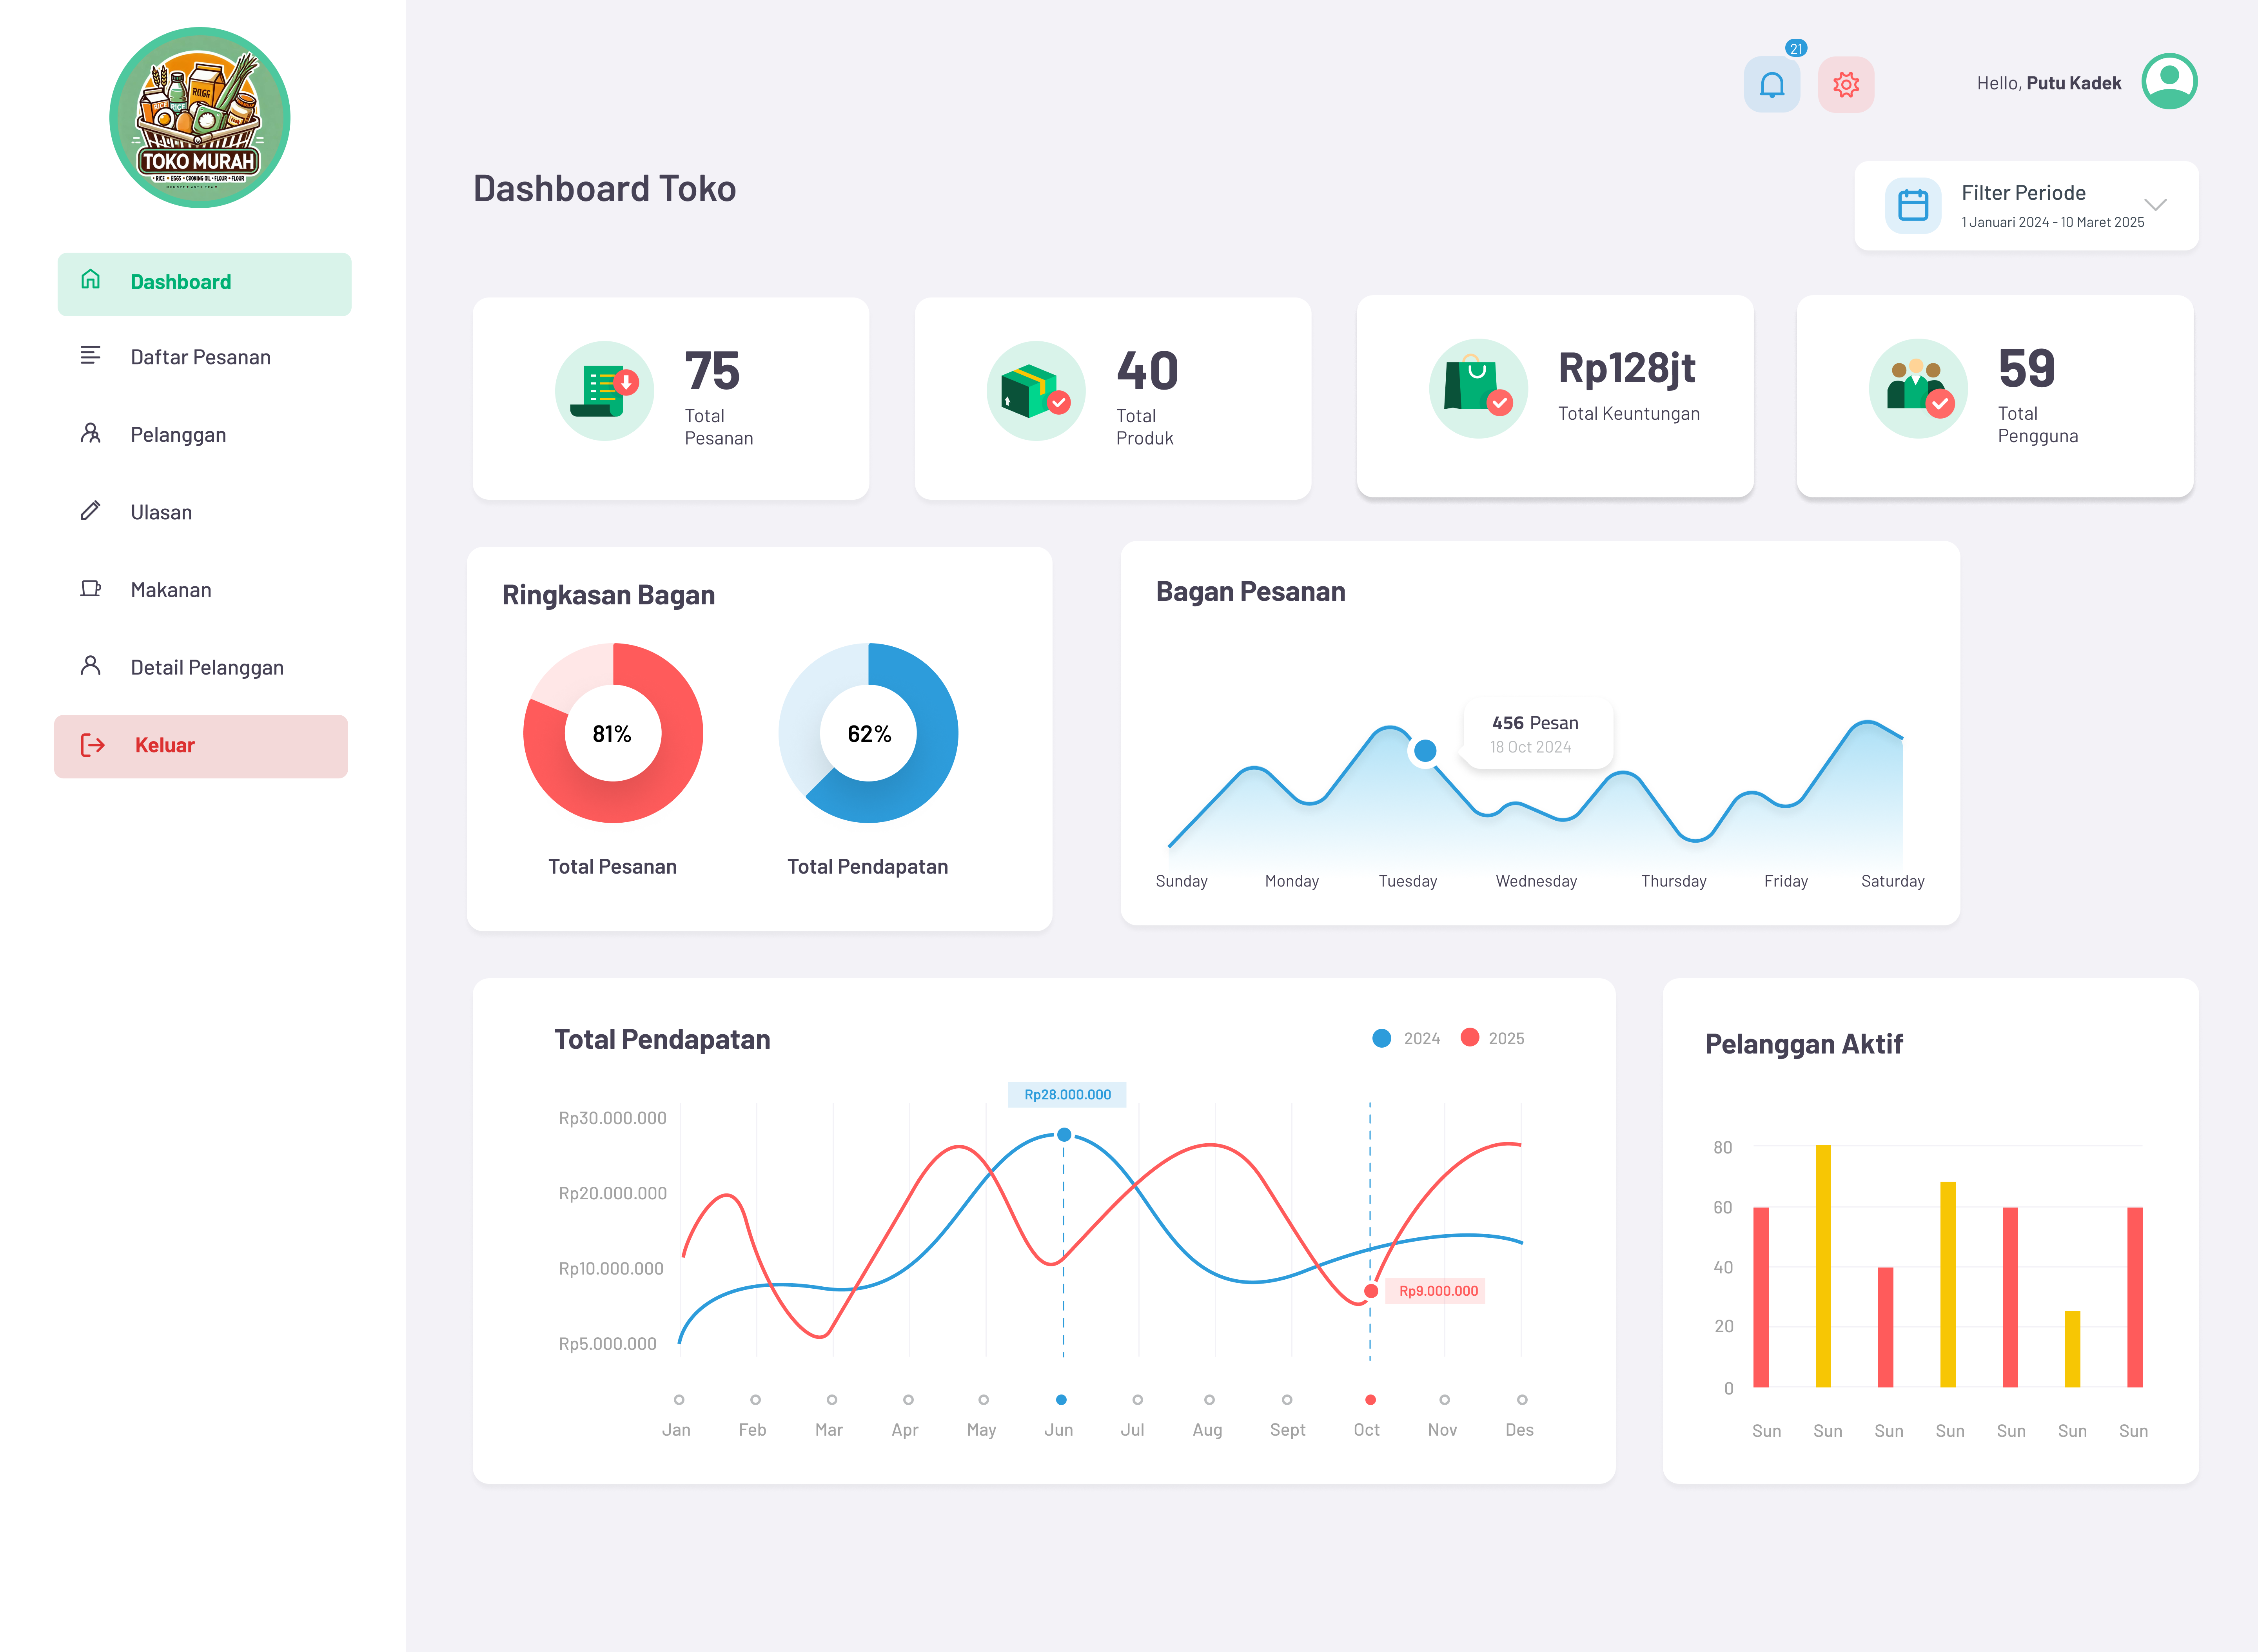 ROGG
RICE
RICE
TOKO MURAH
• RICE • EGGS • COOKING OIL • FLOUR • FLOUR
Dashboard
Daftar Pesanan
Pelanggan
Ulasan
Makanan
Detail Pelanggan
Keluar
21
Hello, Putu Kadek
Dashboard Toko
Filter Periode
1 Januari 2024 - 10 Maret 2025
75
Total
Pesanan
40
Total
Produk
Rp128jt
Total Keuntungan
59
Total
Pengguna
Ringkasan Bagan
81%
62%
Total Pesanan
Total Pendapatan
Bagan Pesanan
456 Pesan
18 Oct 2024
Sunday Monday Tuesday Wednesday Thursday Friday Saturday
Total Pendapatan
2024 2025
Rp28.000.000
Rp30.000.000
Rp20.000.000
Rp10.000.000
Rp9.000.000
Rp5.000.000
Jan Feb Mar Apr May Jun Jul Aug Sept Oct Nov Des
Pelanggan Aktif
80
60
40
20
0
Sun Sun Sun Sun Sun Sun Sun